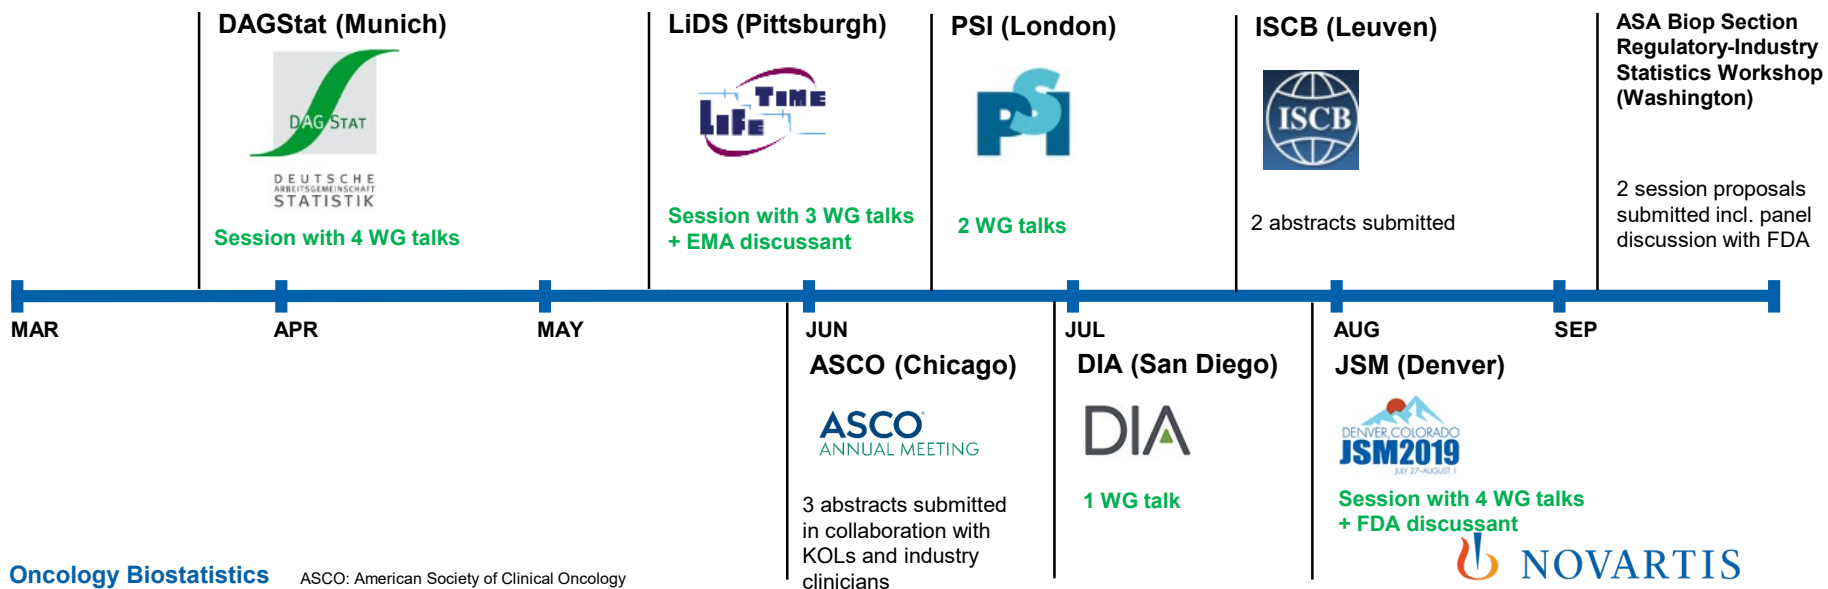 DAGStat (Munich)
DAG STAT
DEUTSCHE
ARBEITSGEMEINSCHAFT
STATISTIK
Session with 4 WG talks
LiDS (Pittsburgh)
LIFE TIME
Session with 3 WG talks
+ EMA discussant
PSI (London)
PSI
2 WG talks
ISCB (Leuven)
ISCB
2 abstracts submitted
ASA Biop Section
Regulatory-Industry
Statistics Workshop
(Washington)
2 session proposals
submitted incl. panel
discussion with FDA
MAR
APR
MAY
JUN
JUL
AUG
SEP
ASCO (Chicago)
ASCO
ANNUAL MEETING
3 abstracts submitted
in collaboration with
KOLs and industry
clinicians
DIA (San Diego)
DIA
1 WG talk
JSM (Denver)
DENVER, COLORADO
JSM2019
JULY 27-AUGUST 1
Session with 4 WG talks
+ FDA discussant
Oncology Biostatistics
ASCO: American Society of Clinical Oncology
NOVARTIS